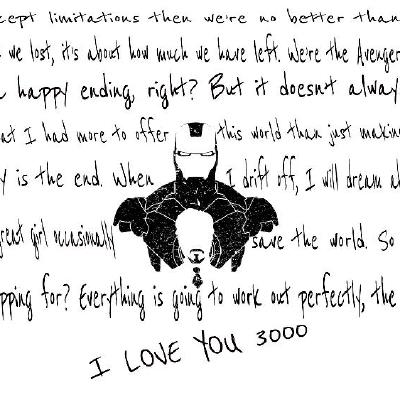 cept limitations then we're no better than
we lost, it's about how much we have left. We're the Avenger
happy ending, right? But it doesn't alway
at I had more to offer this world than just makin
y is the end. When I drift off, I will dream a
great girl occasionally save the world. So
pping for? Everything is going to work out perfectly, the
I LOVE YOU 3000